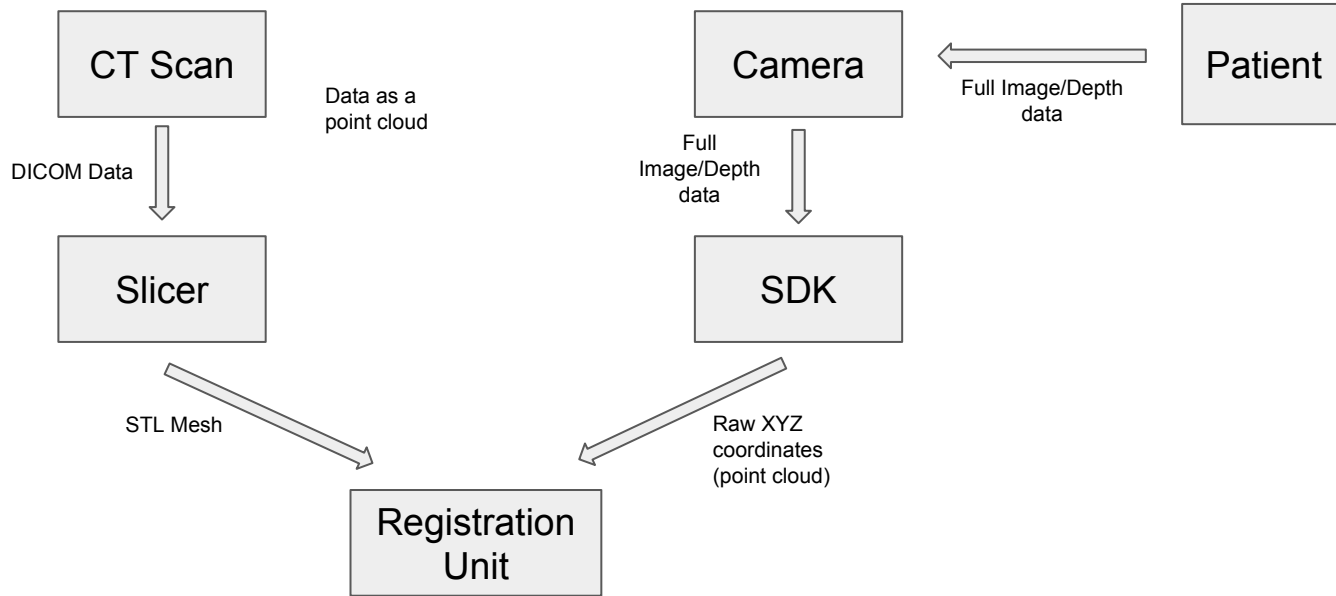 CT Scan
Camera
Patient
Data as a
point cloud
Full Image/Depth
data
DICOM Data
Full
Image/Depth
data
Slicer
SDK
STL Mesh
Raw XYZ
coordinates
(point cloud)
Registration
Unit